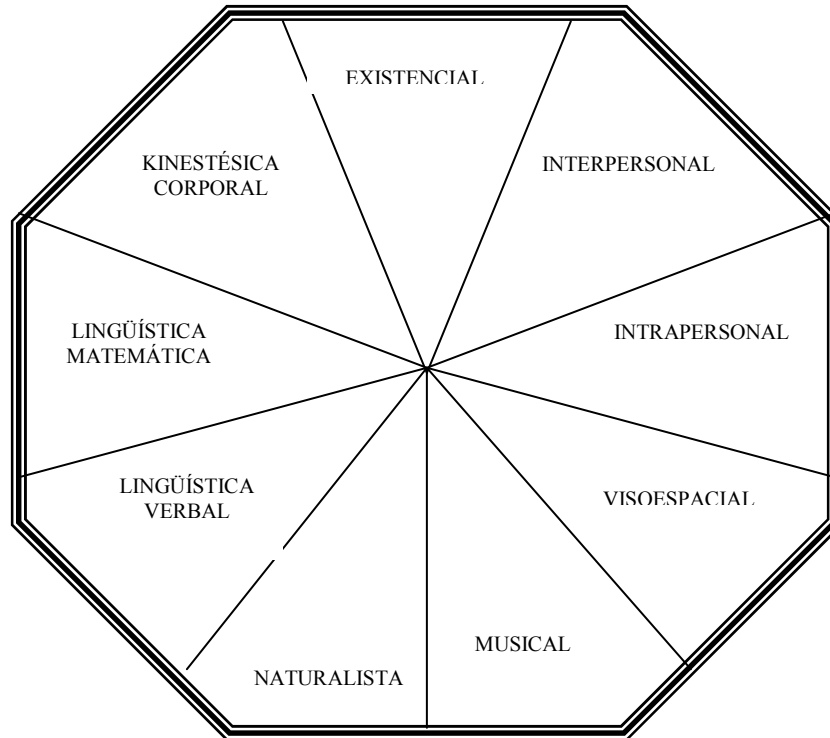 EXISTENCIAL
KINESTÉSICA
CORPORAL
INTERPERSONAL
LINGÜÍSTICA
MATEMÁTICA
INTRAPERSONAL
LINGÜÍSTICA
VERBAL
VISOESPACIAL
NATURALISTA
MUSICAL